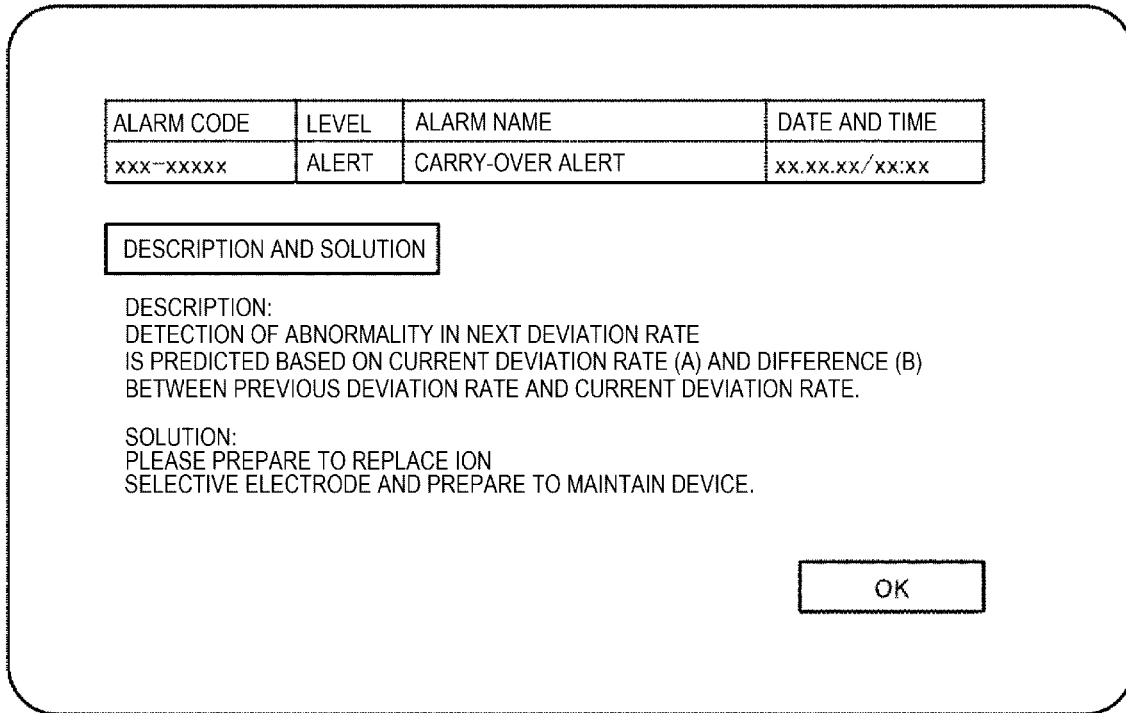 ALARM CODE LEVEL ALARM NAME DATE AND TIME
xxx-xxxxx ALERT CARRY-OVER ALERT xx.xx.xx/xx:xx
DESCRIPTION AND SOLUTION
DESCRIPTION:
DETECTION OF ABNORMALITY IN NEXT DEVIATION RATE
IS PREDICTED BASED ON CURRENT DEVIATION RATE (A) AND DIFFERENCE (B)
BETWEEN PREVIOUS DEVIATION RATE AND CURRENT DEVIATION RATE.
SOLUTION:
PLEASE PREPARE TO REPLACE ION
SELECTIVE ELECTRODE AND PREPARE TO MAINTAIN DEVICE.
OK